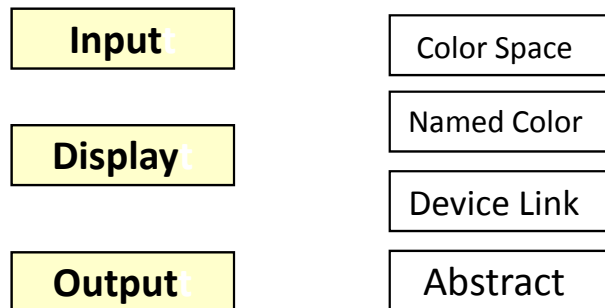 Input
Display
Output
Color Space
Named Color
Device Link
Abstract